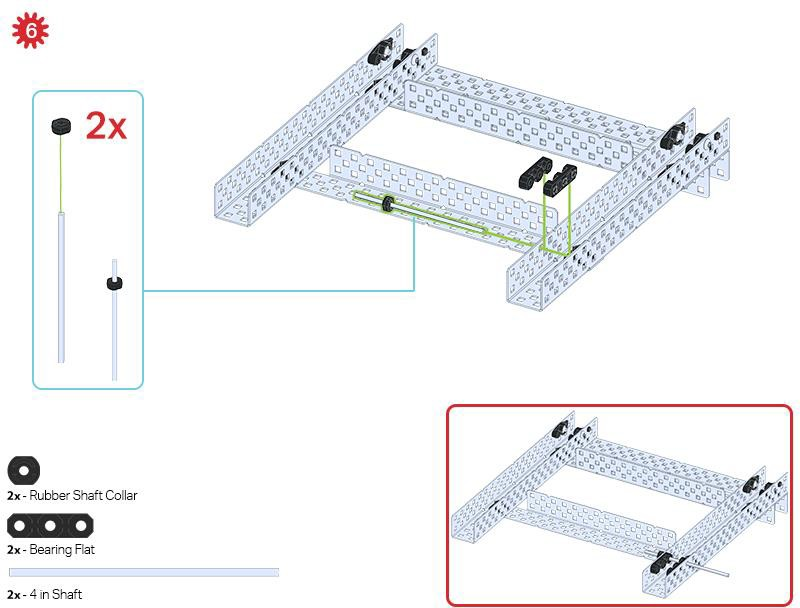 6
2x
2x - Rubber Shaft Collar
2x - Bearing Flat
2x - 4 in Shaft